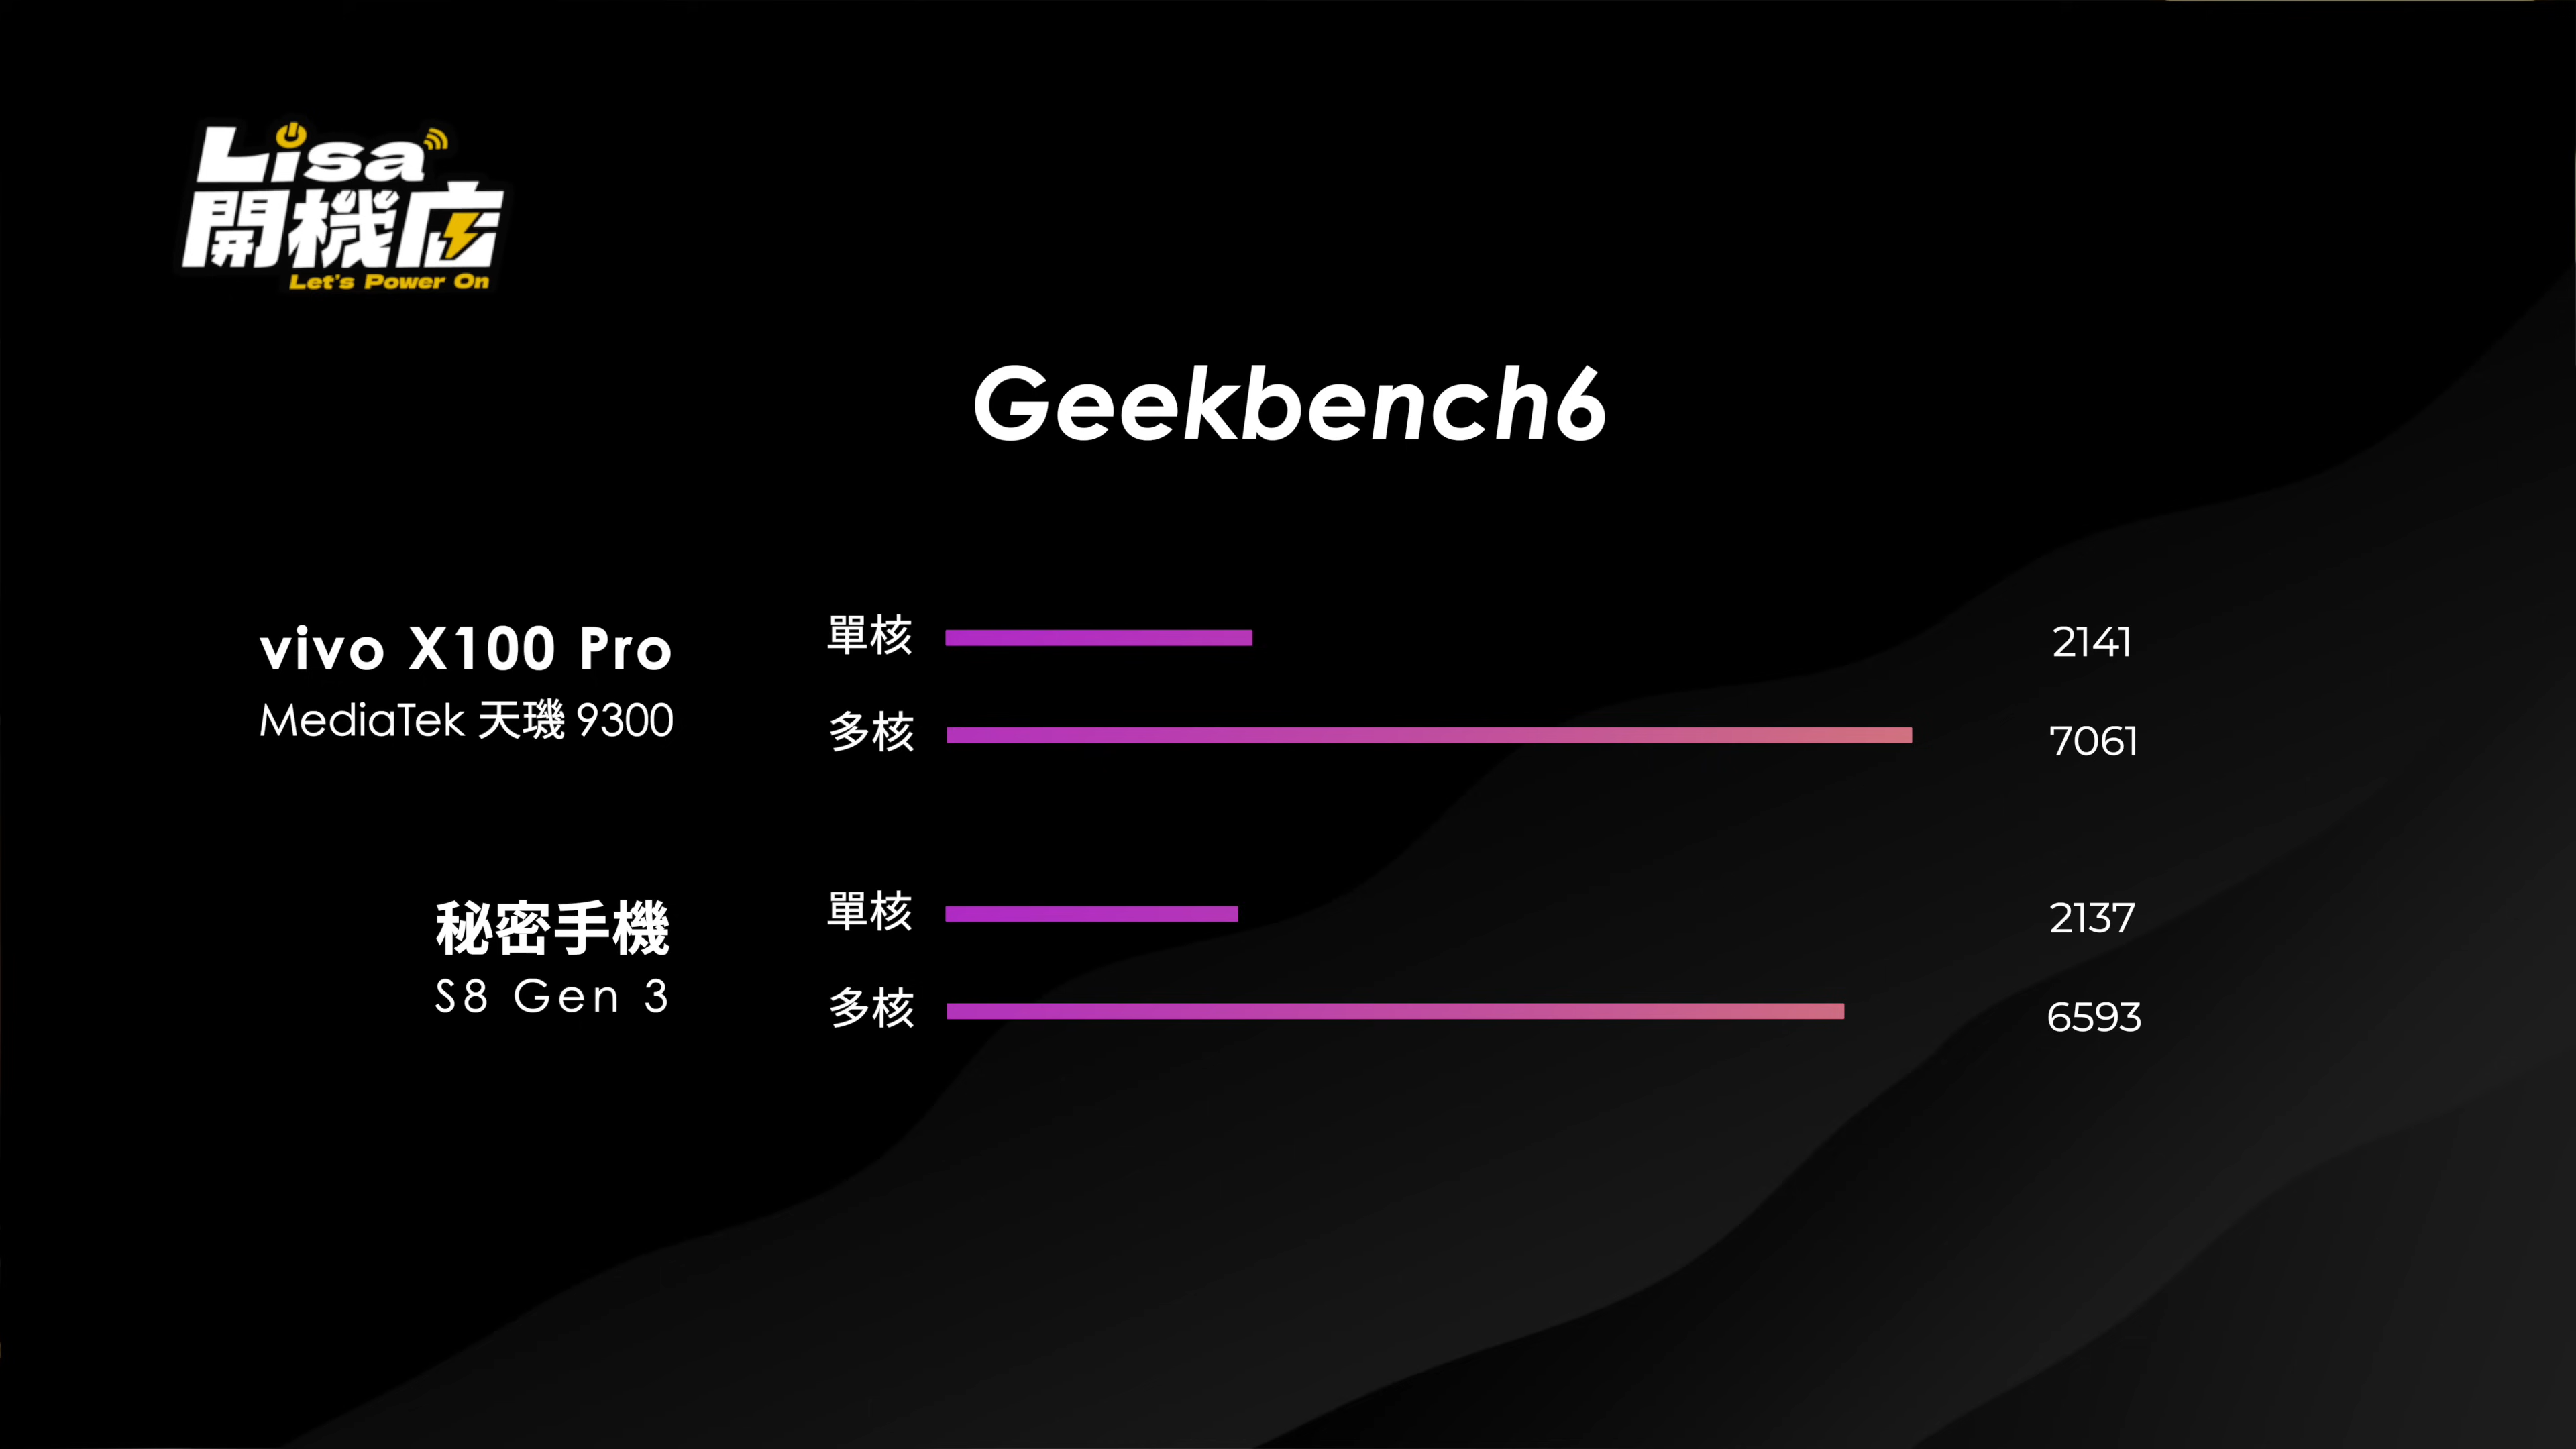 Lisa
開機店
Let's Power On
Geekbench6
vivo X100 Pro
MediaTek 天璣 9300
單核 2141
多核 7061
秘密手機
S8 Gen 3
單核 2137
多核 6593